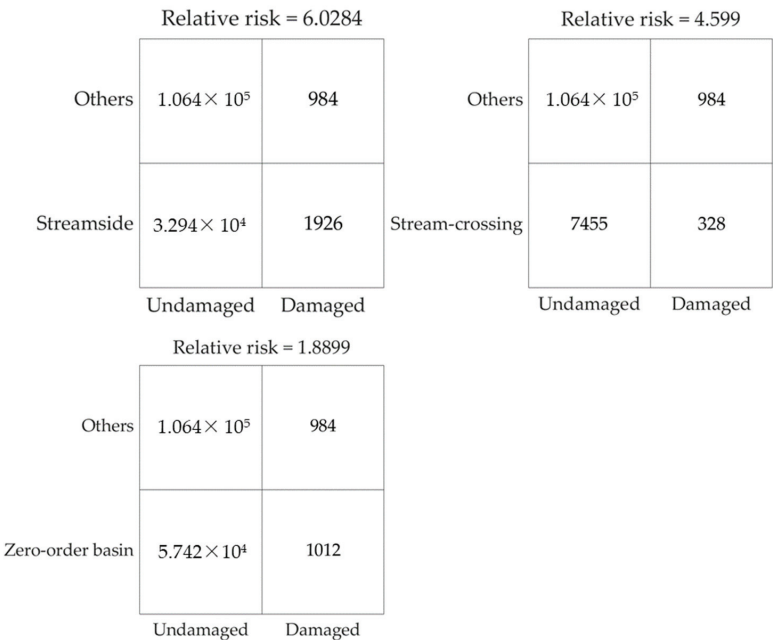 Relative risk = 6.0284
Others 1.064 × 10⁵ 984
Streamside 3.294 × 10⁴ 1926
Undamaged Damaged
Relative risk = 4.599
Others 1.064 × 10⁵ 984
Stream-crossing 7455 328
Undamaged Damaged
Relative risk = 1.8899
Others 1.064 × 10⁵ 984
Zero-order basin 5.742 × 10⁴ 1012
Undamaged Damaged